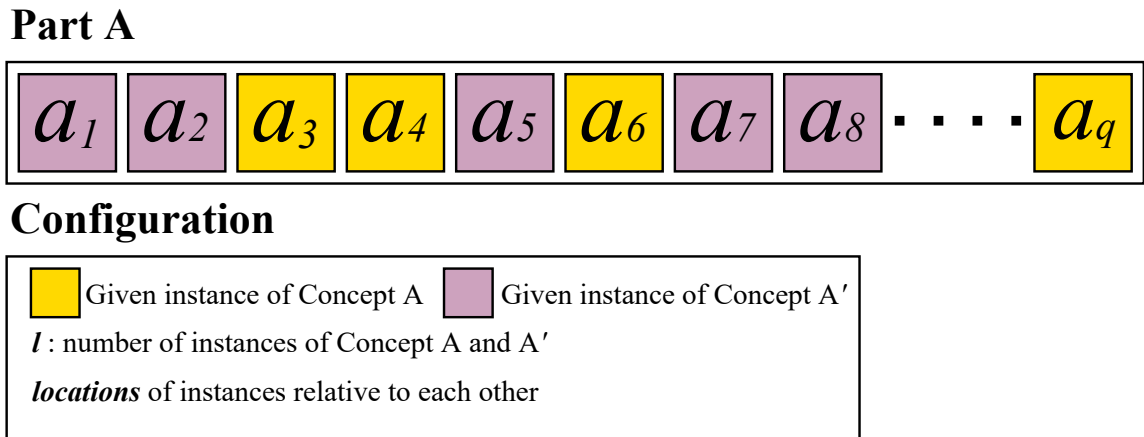 Part A
a1 a2 a3 a4 a5 a6 a7 a8 · · · · aq
Configuration
Given instance of Concept A Given instance of Concept A′
l : number of instances of Concept A and A′
locations of instances relative to each other